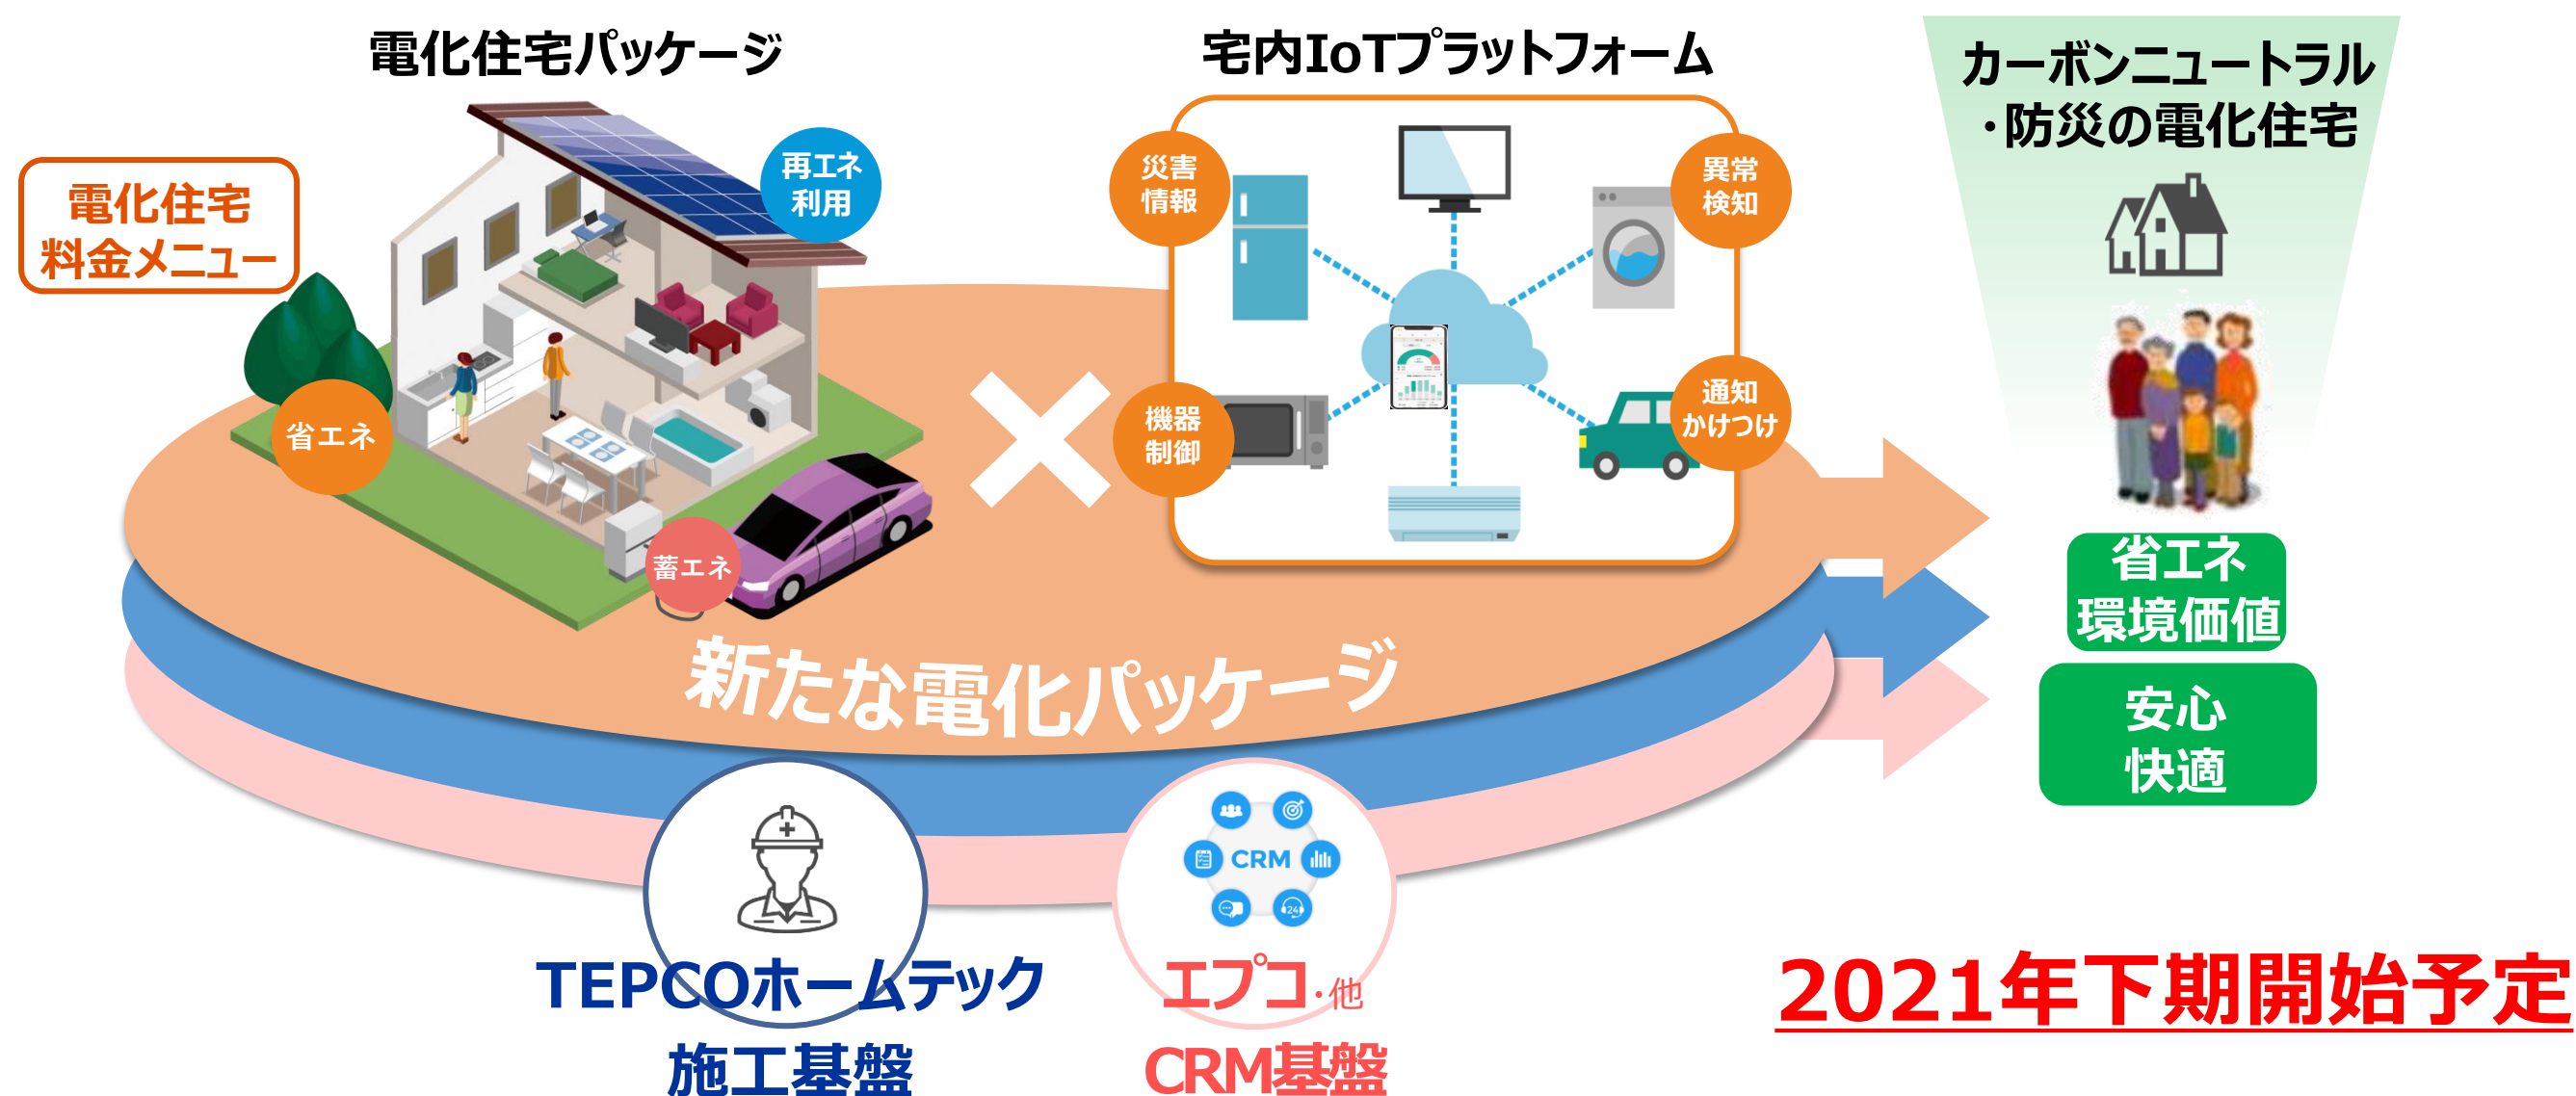 電化住宅パッケージ
宅内IoTプラットフォーム
カーボンニュートラル
・防災の電化住宅
電化住宅
料金メニュー
再エネ
利用
省エネ
蓄エネ
災害
情報
異常
検知
機器
制御
通知
かけつけ
新たな電化パッケージ
省エネ
環境価値
安心
快適
CRM
24
TEPCOホームテック
施工基盤
エプコ・他
CRM基盤
2021年下期開始予定